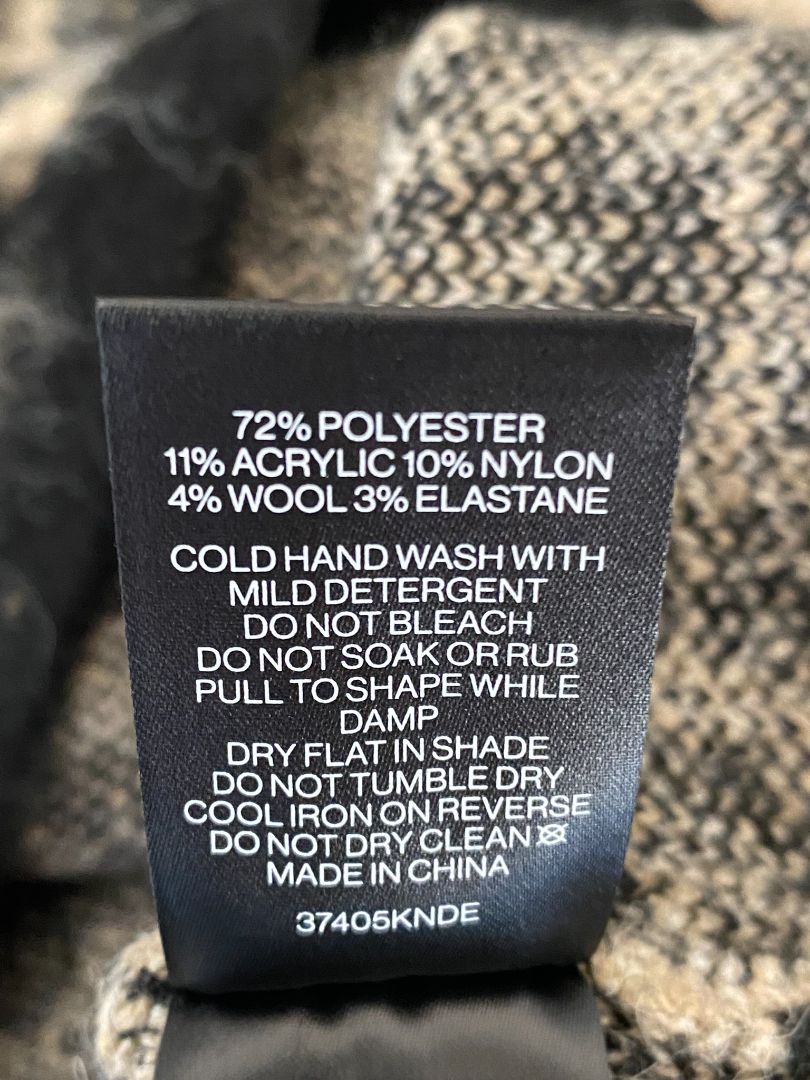 72% POLYESTER
11% ACRYLIC 10% NYLON
4% WOOL 3% ELASTANE
COLD HAND WASH WITH
MILD DETERGENT
DO NOT BLEACH
DO NOT SOAK OR RUB
PULL TO SHAPE WHILE
DAMP
DRY FLAT IN SHADE
DO NOT TUMBLE DRY
COOL IRON ON REVERSE
DO NOT DRY CLEAN
MADE IN CHINA
37405KNDE